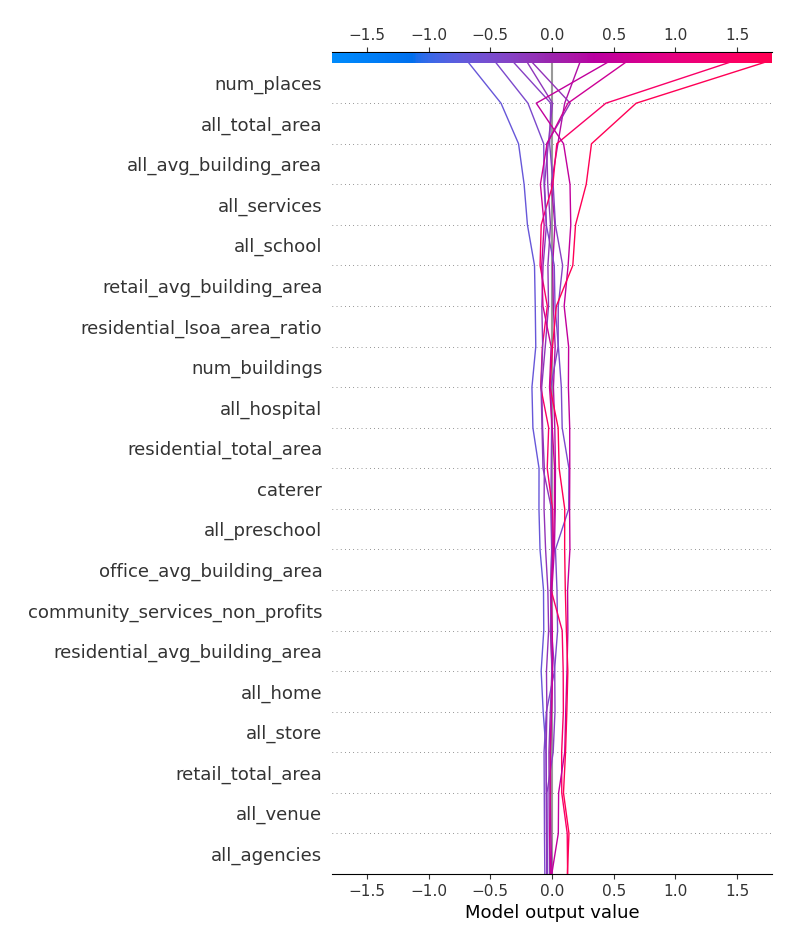 −1.5 −1.0 −0.5 0.0 0.5 1.0 1.5
num_places
all_total_area
all_avg_building_area
all_services
all_school
retail_avg_building_area
residential_lsoa_area_ratio
num_buildings
all_hospital
residential_total_area
caterer
all_preschool
office_avg_building_area
community_services_non_profits
residential_avg_building_area
all_home
all_store
retail_total_area
all_venue
all_agencies
−1.5 −1.0 −0.5 0.0 0.5 1.0 1.5
Model output value